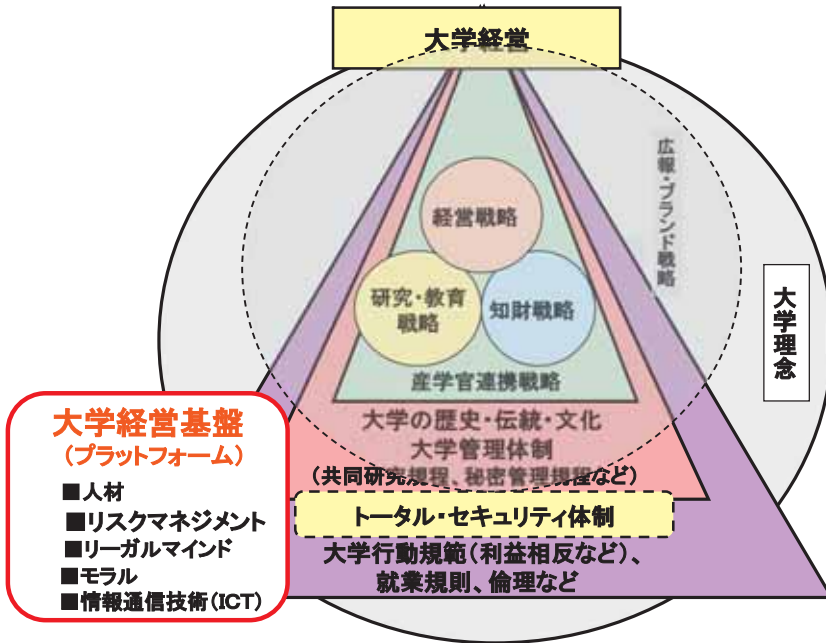 大学経営
広報・ブランド戦略
経営戦略
研究・教育
戦略
知財戦略
大学理念
産学官連携戦略
大学の歴史・伝統・文化
大学管理体制
(共同研究規程、秘密管理規程など)
トータル・セキュリティ体制
大学行動規範(利益相反など)、
就業規則、倫理など
大学経営基盤
(プラットフォーム)
■人材
■リスクマネジメント
■リーガルマインド
■モラル
■情報通信技術(ICT)